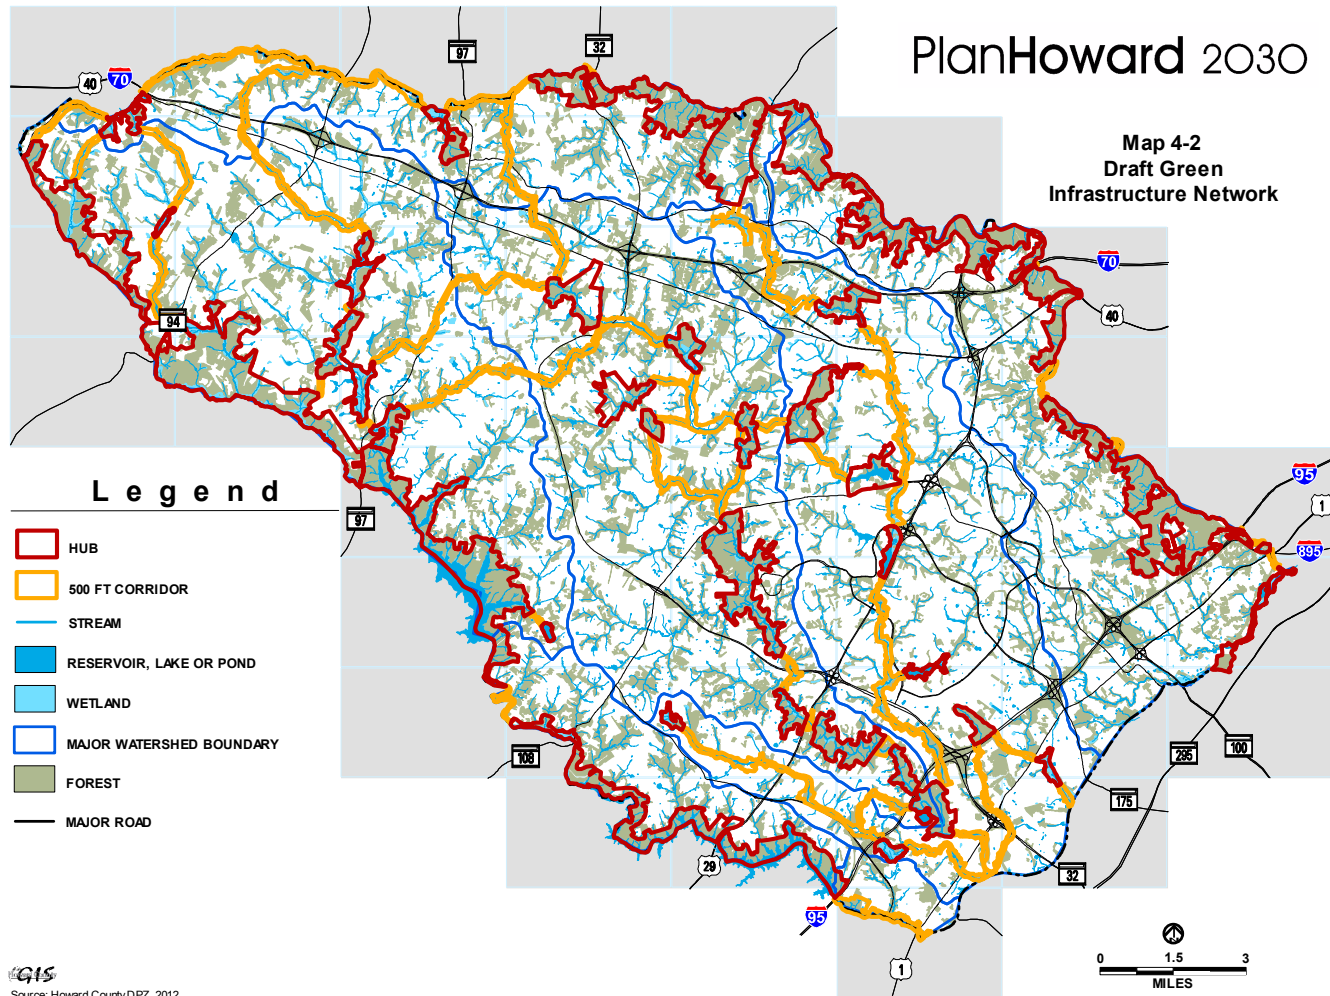 PlanHoward 2030
Map 4-2
Draft Green
Infrastructure Network
97
32
40
70
94
70
40
95
1
895
97
108
29
95
1
32
175
295
100
Legend
HUB
500 FT CORRIDOR
STREAM
RESERVOIR, LAKE OR POND
WETLAND
MAJOR WATERSHED BOUNDARY
FOREST
MAJOR ROAD
0 1.5 3
MILES
GIS
Source: Howard County DPZ, 2012